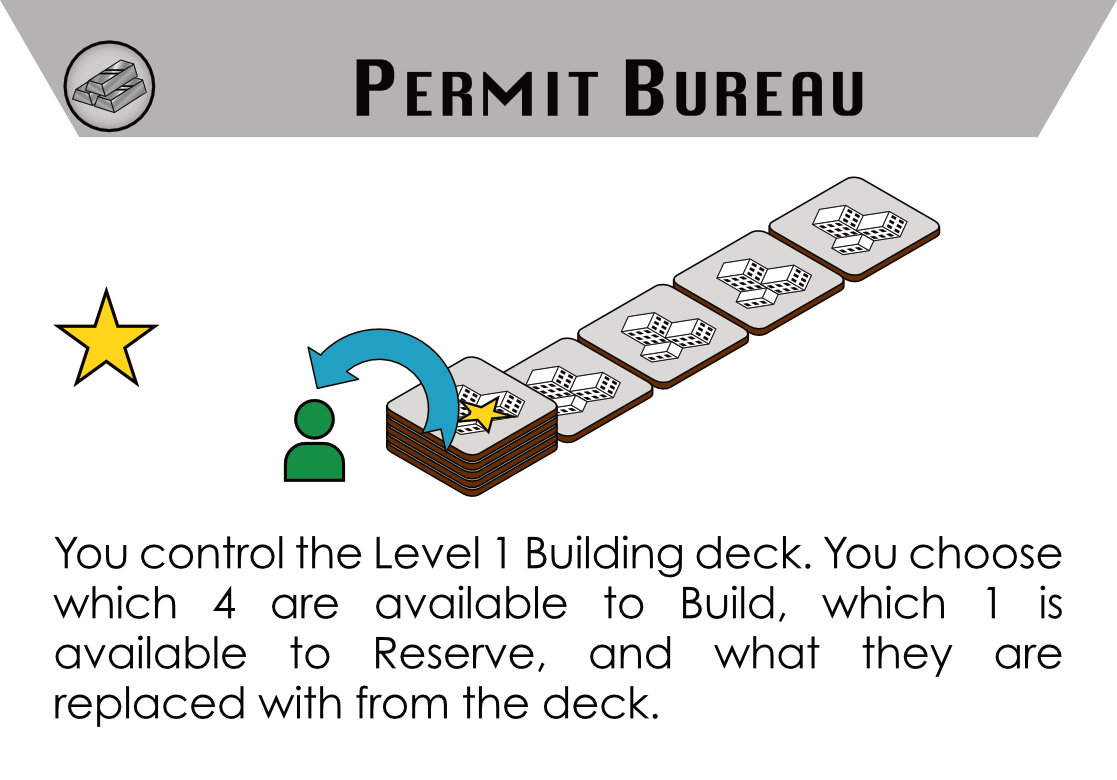 Permit Bureau
You control the Level 1 Building deck. You choose
which 4 are available to Build, which 1 is
available to Reserve, and what they are
replaced with from the deck.